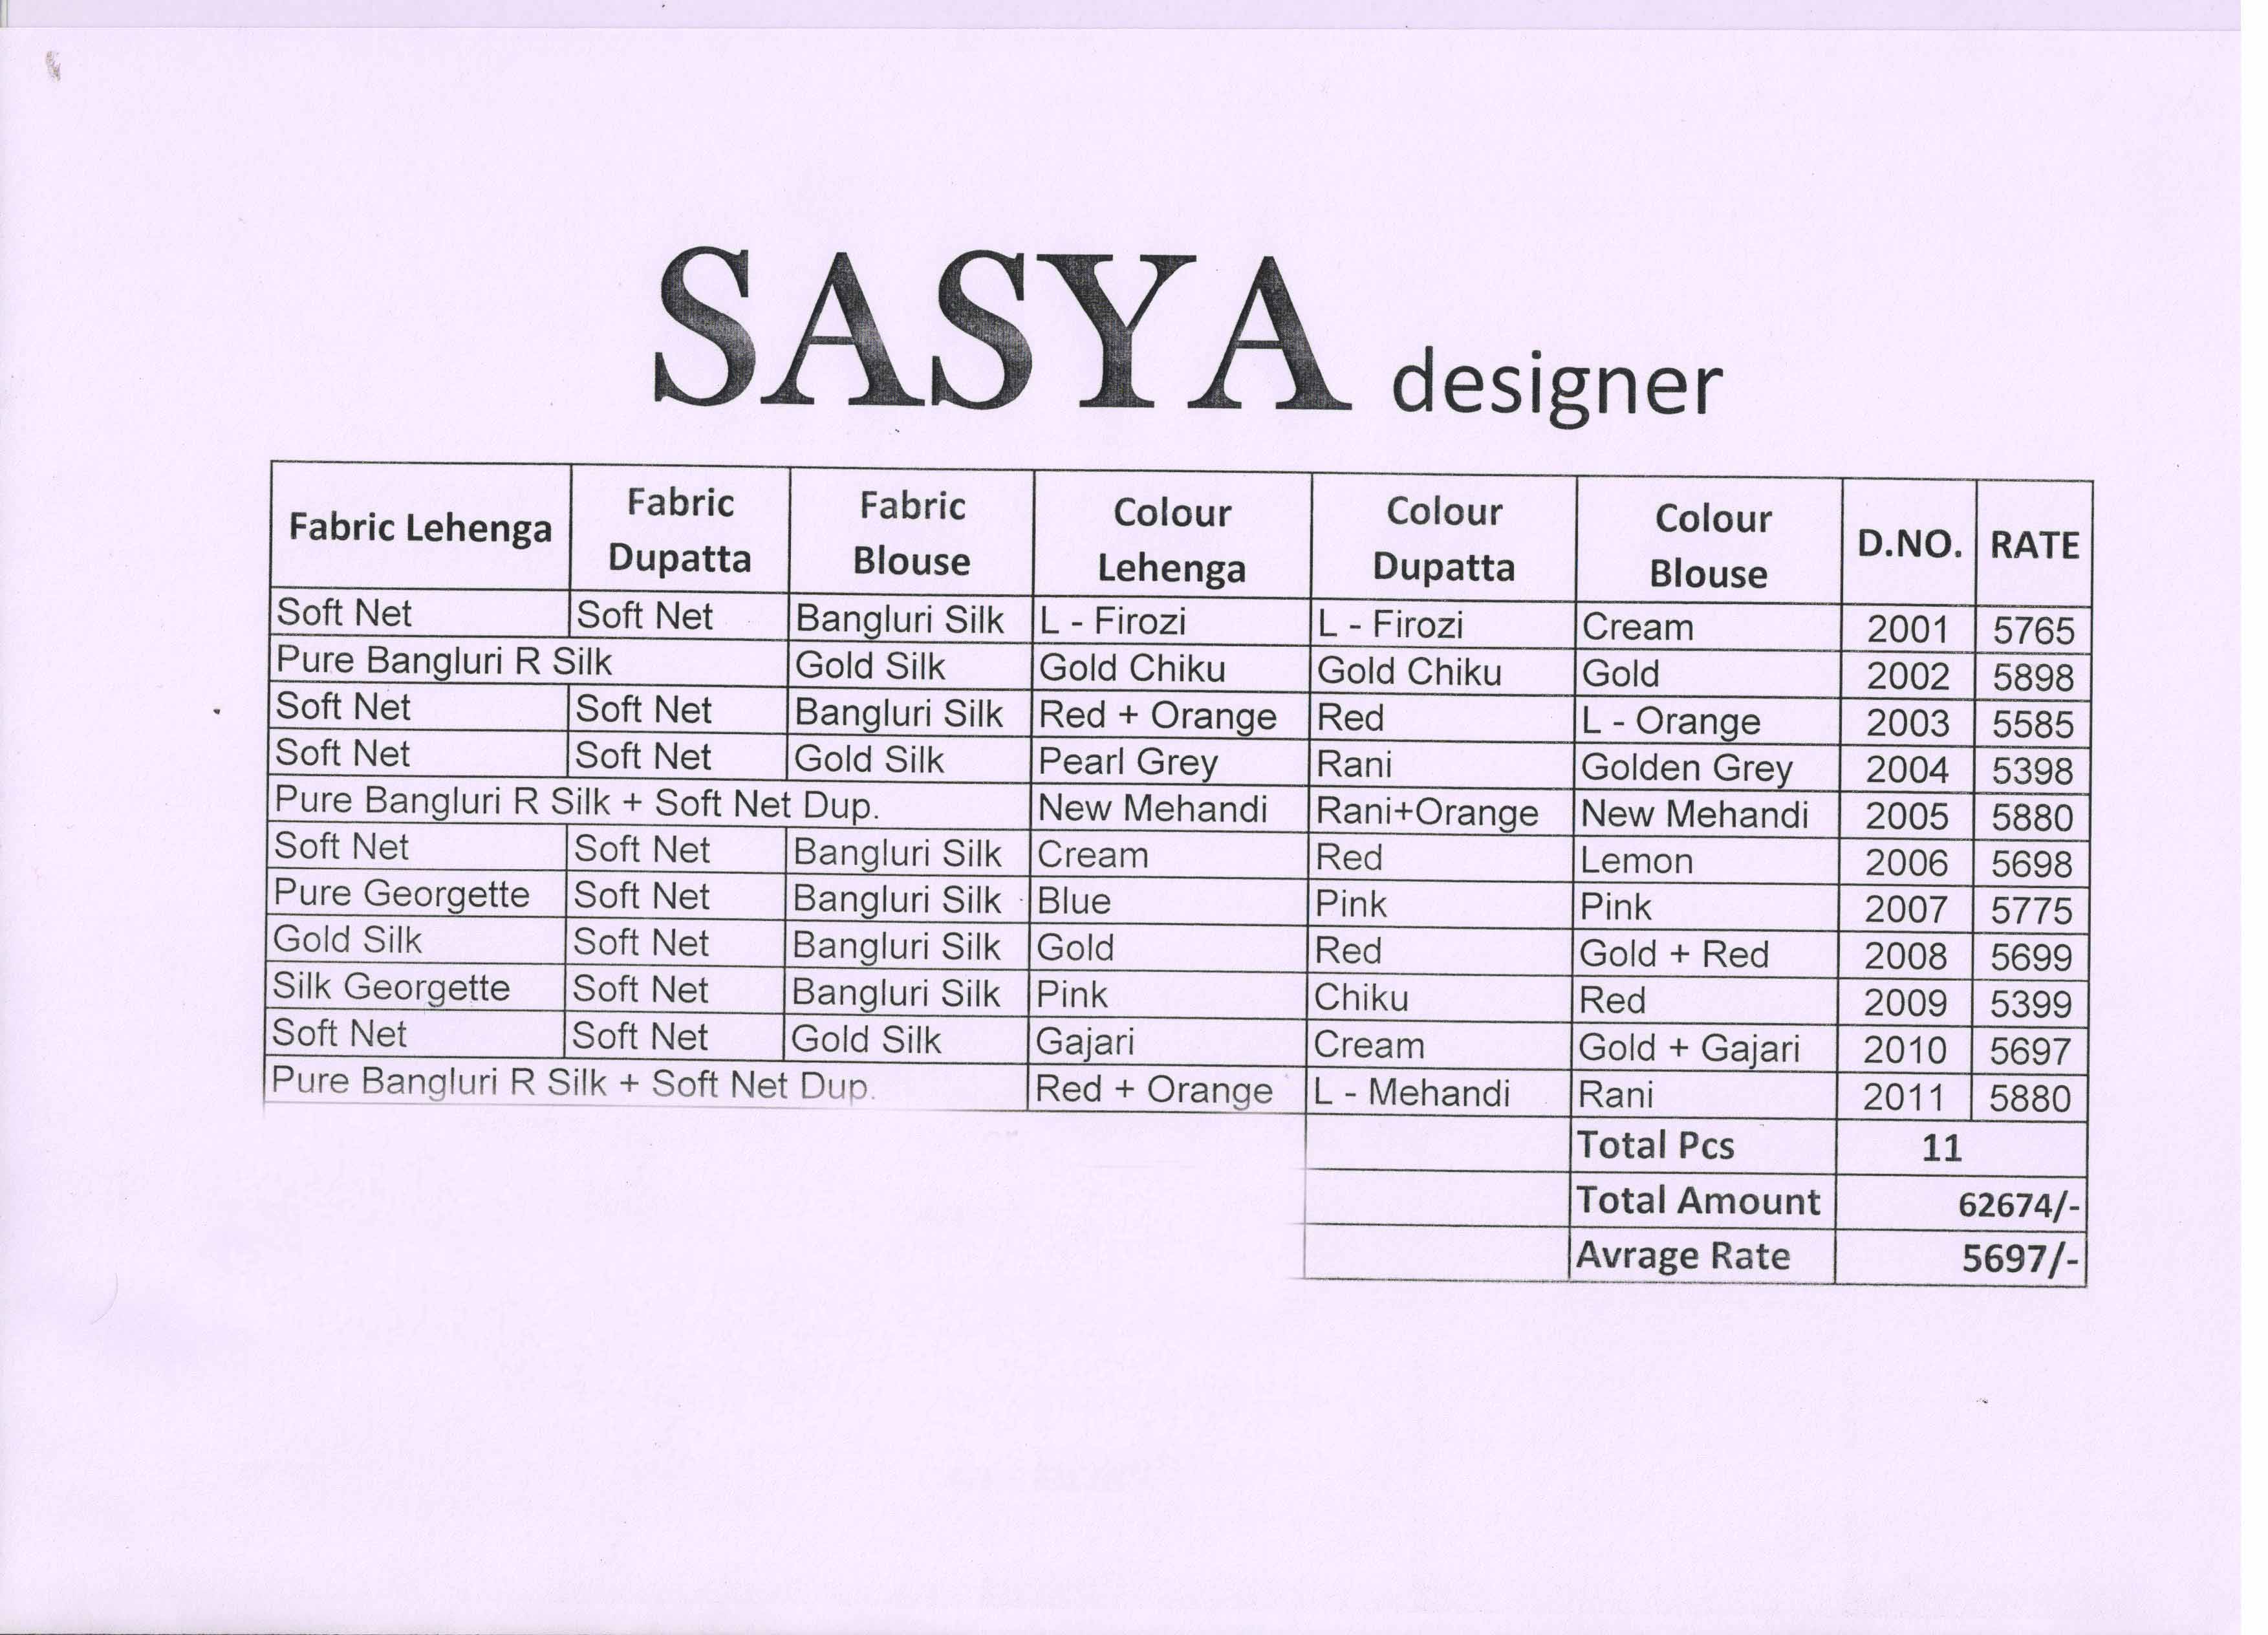 SASYA designer
Fabric Lehenga Fabric Dupatta Fabric Blouse Colour Lehenga Colour Dupatta Colour Blouse D.NO. RATE
Soft Net Soft Net Bangluri Silk L - Firozi L - Firozi Cream 2001 5765
Pure Bangluri R Silk Gold Silk Gold Chiku Gold Chiku Gold 2002 5898
Soft Net Soft Net Bangluri Silk Red + Orange Red L - Orange 2003 5585
Soft Net Soft Net Gold Silk Pearl Grey Rani Golden Grey 2004 5398
Pure Bangluri R Silk + Soft Net Dup. New Mehandi Rani+Orange New Mehandi 2005 5880
Soft Net Soft Net Bangluri Silk Cream Red Lemon 2006 5698
Pure Georgette Soft Net Bangluri Silk Blue Pink Pink 2007 5775
Gold Silk Soft Net Bangluri Silk Gold Red Gold + Red 2008 5699
Silk Georgette Soft Net Bangluri Silk Pink Chiku Red 2009 5399
Soft Net Soft Net Gold Silk Gajari Cream Gold + Gajari 2010 5697
Pure Bangluri R Silk + Soft Net Dup. Red + Orange L - Mehandi Rani 2011 5880
Total Pcs 11
Total Amount 62674/-
Avrage Rate 5697/-